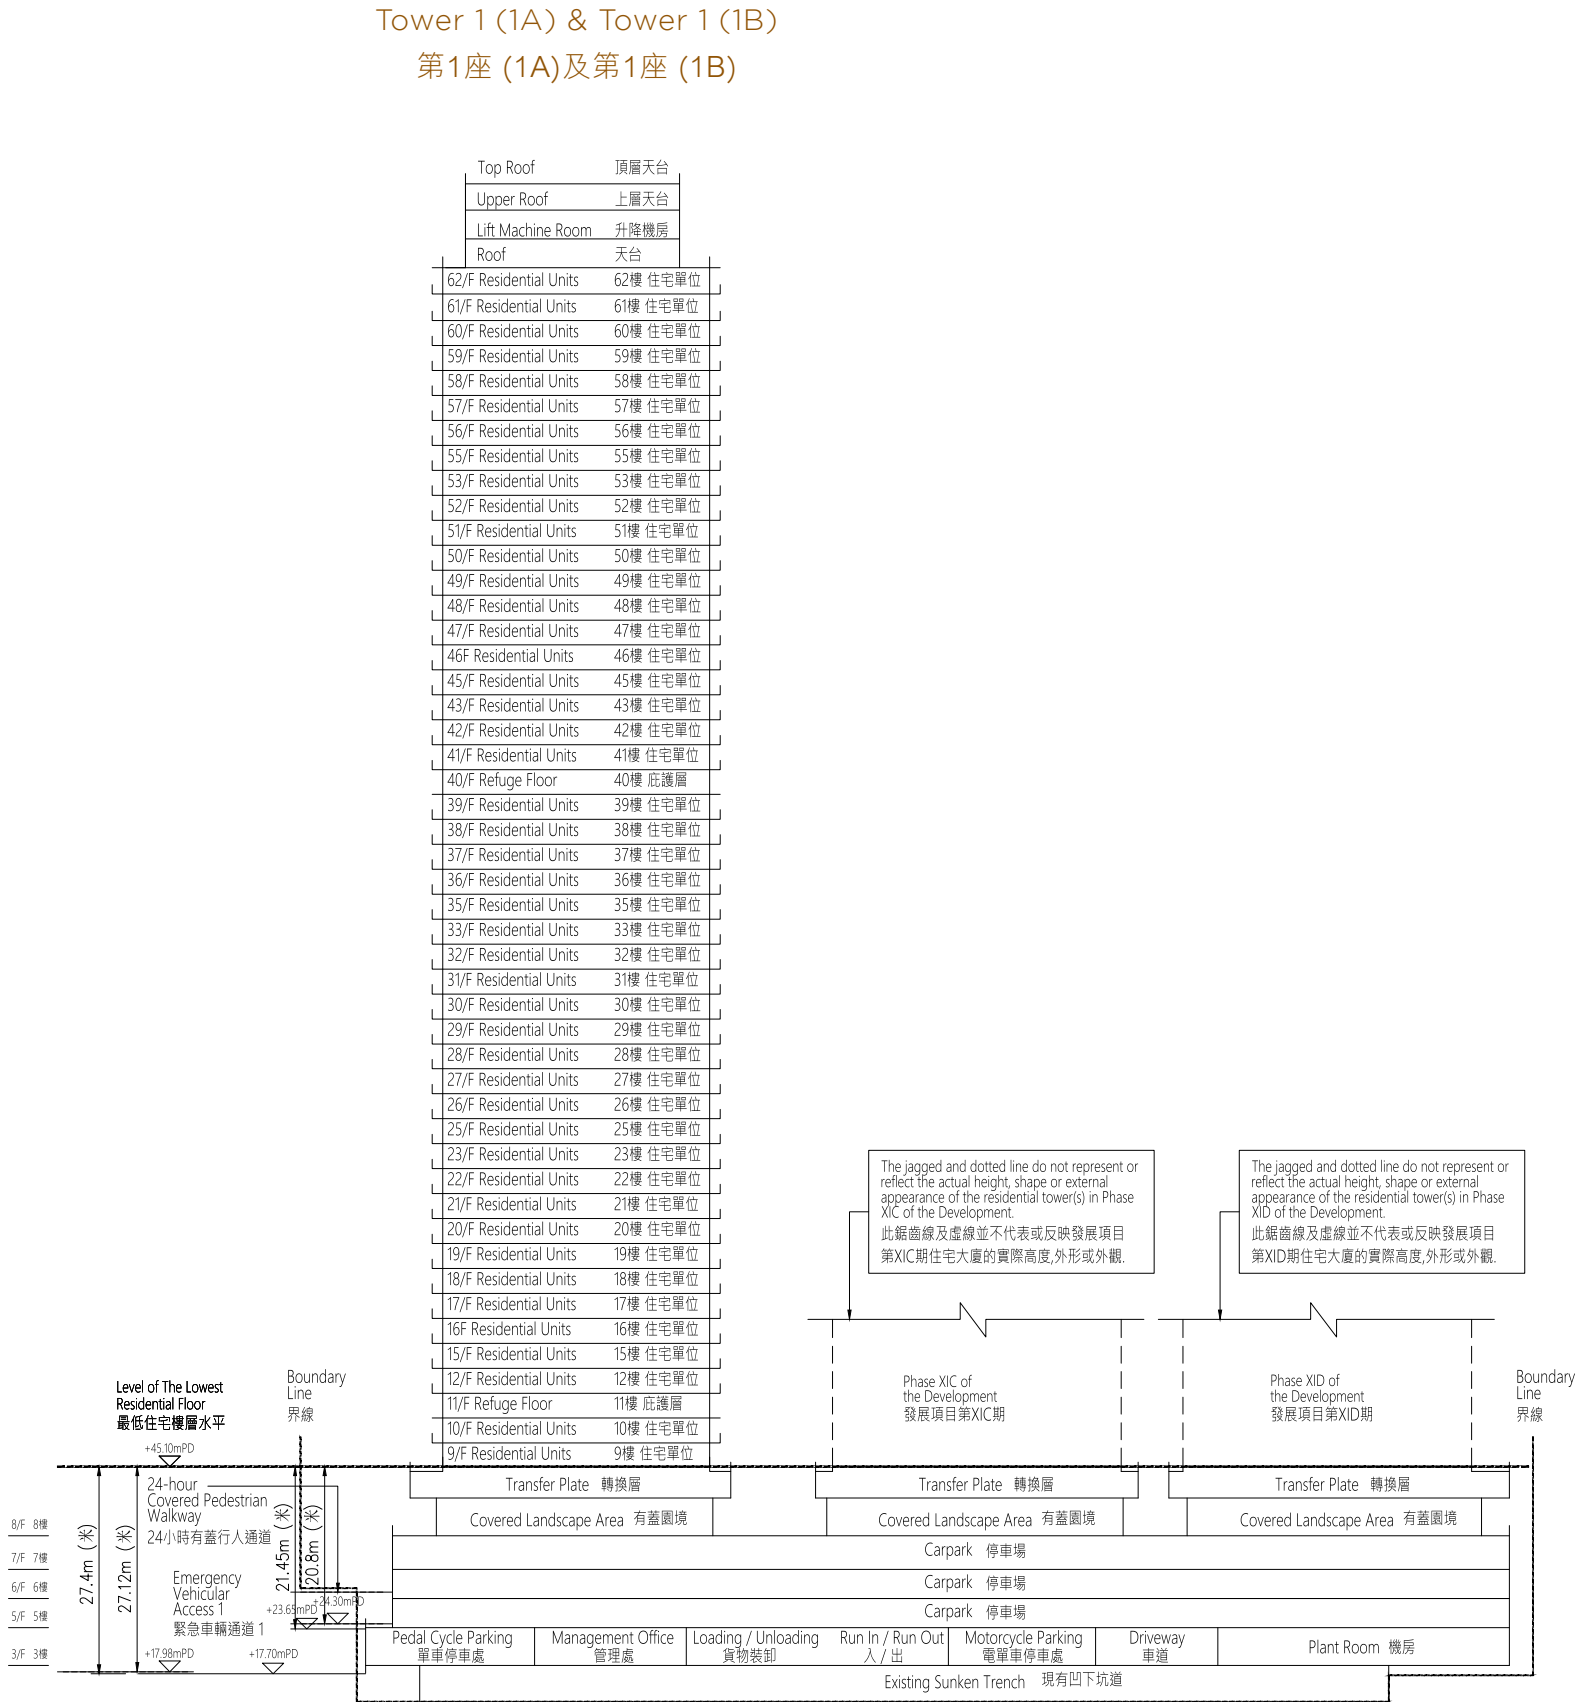 Tower 1 (1A) & Tower 1 (1B)
第1座 (1A)及第1座 (1B)
Top Roof 頂層天台
Upper Roof 上層天台
Lift Machine Room 升降機房
Roof 天台
62/F Residential Units 62樓 住宅單位
61/F Residential Units 61樓 住宅單位
60/F Residential Units 60樓 住宅單位
59/F Residential Units 59樓 住宅單位
58/F Residential Units 58樓 住宅單位
57/F Residential Units 57樓 住宅單位
56/F Residential Units 56樓 住宅單位
55/F Residential Units 55樓 住宅單位
53/F Residential Units 53樓 住宅單位
52/F Residential Units 52樓 住宅單位
51/F Residential Units 51樓 住宅單位
50/F Residential Units 50樓 住宅單位
49/F Residential Units 49樓 住宅單位
48/F Residential Units 48樓 住宅單位
47/F Residential Units 47樓 住宅單位
46F Residential Units 46樓 住宅單位
45/F Residential Units 45樓 住宅單位
43/F Residential Units 43樓 住宅單位
42/F Residential Units 42樓 住宅單位
41/F Residential Units 41樓 住宅單位
40/F Refuge Floor 40樓 庇護層
39/F Residential Units 39樓 住宅單位
38/F Residential Units 38樓 住宅單位
37/F Residential Units 37樓 住宅單位
36/F Residential Units 36樓 住宅單位
35/F Residential Units 35樓 住宅單位
33/F Residential Units 33樓 住宅單位
32/F Residential Units 32樓 住宅單位
31/F Residential Units 31樓 住宅單位
30/F Residential Units 30樓 住宅單位
29/F Residential Units 29樓 住宅單位
28/F Residential Units 28樓 住宅單位
27/F Residential Units 27樓 住宅單位
26/F Residential Units 26樓 住宅單位
25/F Residential Units 25樓 住宅單位
23/F Residential Units 23樓 住宅單位
22/F Residential Units 22樓 住宅單位
21/F Residential Units 21樓 住宅單位
20/F Residential Units 20樓 住宅單位
19/F Residential Units 19樓 住宅單位
18/F Residential Units 18樓 住宅單位
17/F Residential Units 17樓 住宅單位
16F Residential Units 16樓 住宅單位
15/F Residential Units 15樓 住宅單位
12/F Residential Units 12樓 住宅單位
11/F Refuge Floor 11樓 庇護層
10/F Residential Units 10樓 住宅單位
9/F Residential Units 9樓 住宅單位
The jagged and dotted line do not represent or
reflect the actual height, shape or external
appearance of the residential tower(s) in Phase
XIC of the Development.
此鋸齒線及虛線並不代表或反映發展項目
第XIC期住宅大廈的實際高度,外形或外觀.
The jagged and dotted line do not represent or
reflect the actual height, shape or external
appearance of the residential tower(s) in Phase
XID of the Development.
此鋸齒線及虛線並不代表或反映發展項目
第XID期住宅大廈的實際高度,外形或外觀.
Phase XIC of
the Development
發展項目第XIC期
Phase XID of
the Development
發展項目第XID期
Boundary
Line
界線
Level of The Lowest
Residential Floor
最低住宅樓層水平
Boundary
Line
界線
+45.10mPD
24-hour
Covered Pedestrian
Walkway
24小時有蓋行人通道
Emergency
Vehicular
Access 1
緊急車輛通道 1
27.4m (米)
27.12m (米)
21.45m (米)
20.8m (米)
+24.30mPD
+23.65mPD
+17.98mPD
+17.70mPD
8/F 8樓
7/F 7樓
6/F 6樓
5/F 5樓
3/F 3樓
Transfer Plate 轉換層
Transfer Plate 轉換層
Transfer Plate 轉換層
Covered Landscape Area 有蓋園境
Covered Landscape Area 有蓋園境
Covered Landscape Area 有蓋園境
Carpark 停車場
Carpark 停車場
Carpark 停車場
Pedal Cycle Parking
單車停車處
Management Office
管理處
Loading / Unloading
貨物裝卸
Run In / Run Out
入 / 出
Motorcycle Parking
電單車停車處
Driveway
車道
Plant Room 機房
Existing Sunken Trench 現有凹下坑道